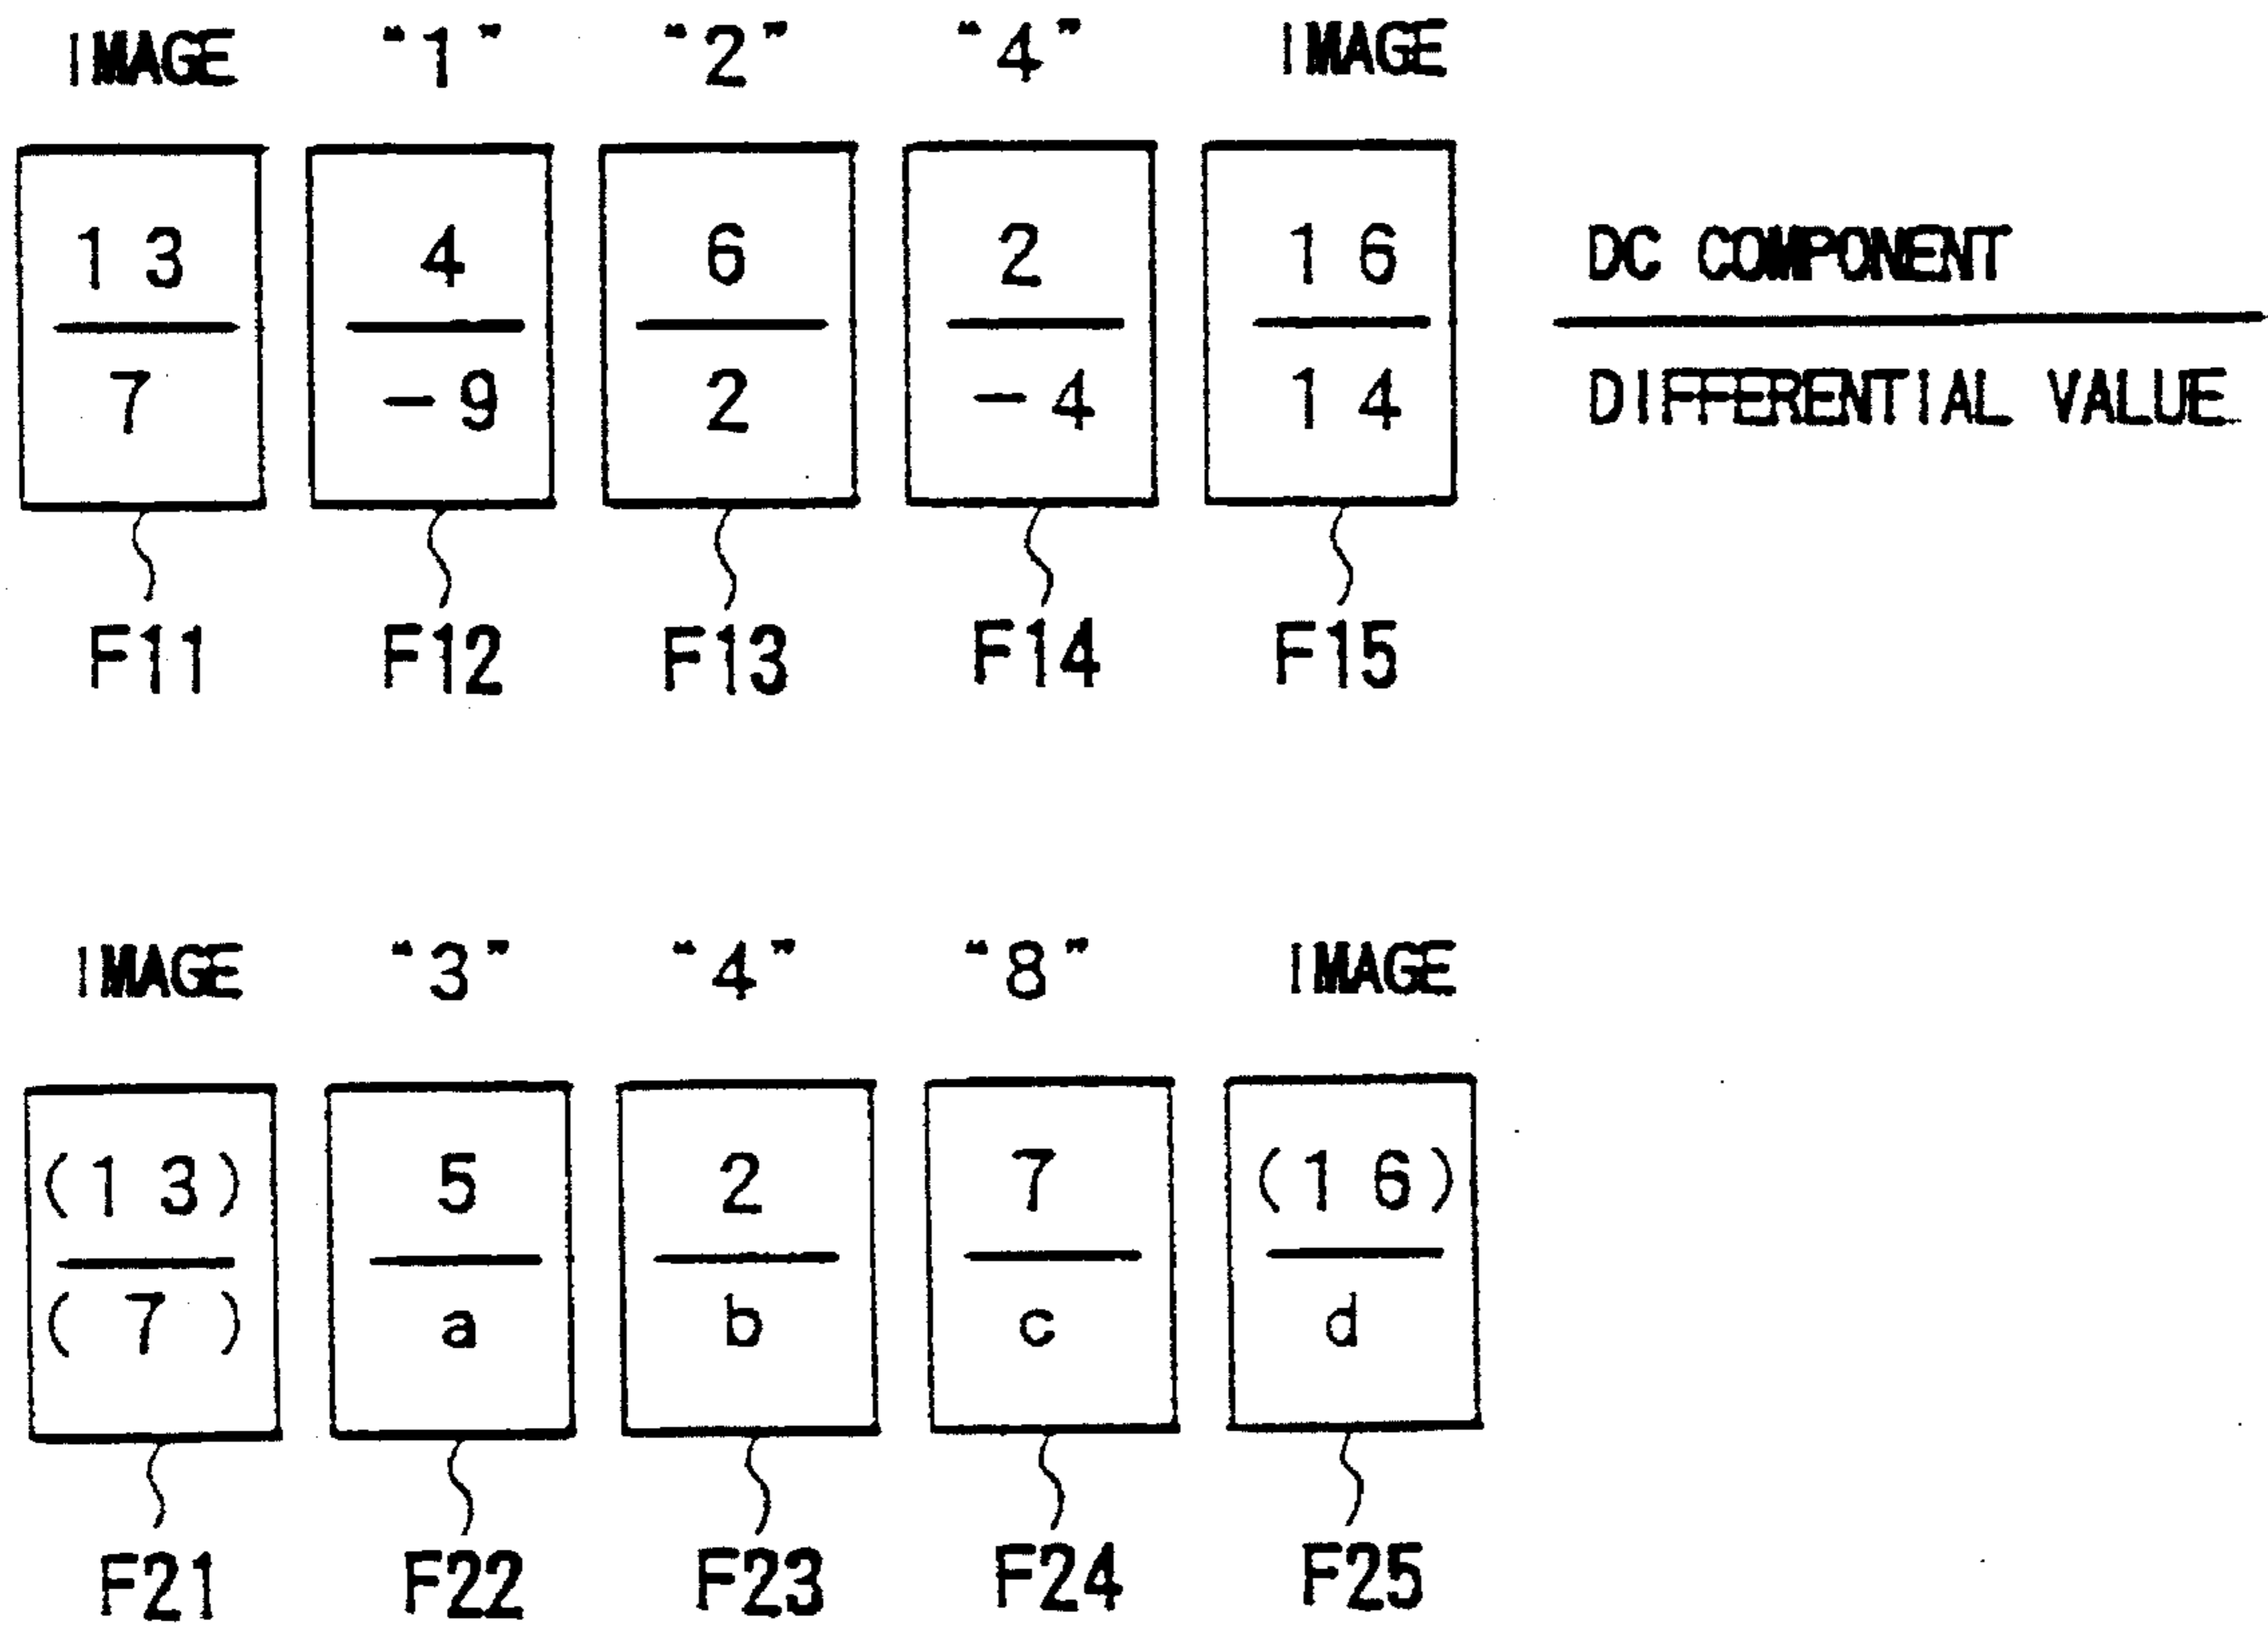 IMAGE "1" "2" "4" IMAGE
13 4 6 2 16 DC COMPONENT
7 -9 2 -4 14 DIFFERENTIAL VALUE
F11 F12 F13 F14 F15
IMAGE "3" "4" "8" IMAGE
(13) 5 2 7 (16)
(7) a b c d
F21 F22 F23 F24 F25